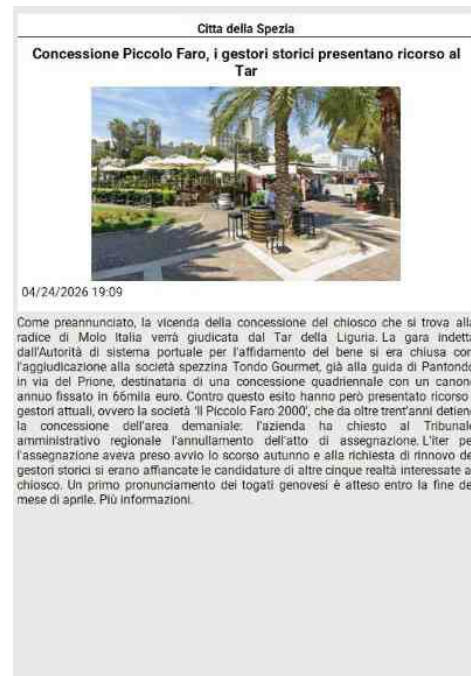 Citta della Spezia
Concessione Piccolo Faro, i gestori storici presentano ricorso al
Tar
04/24/2026 19:09
Come preannunciato, la vicenda della concessione del chiosco che si trova alla
radice di Molo Italia verrà giudicata dal Tar della Liguria. La gara indetta
dall'Autorità di sistema portuale per l'affidamento del bene si era chiusa con
l'aggiudicazione alla società spezzina Tondo Gourmet, già alla guida di Pantondo
in via del Prione, destinataria di una concessione quadriennale con un canon
annuo fissato in 66mila euro. Contro questo esito hanno però presentato ricorso
gestori attuali, ovvero la società 'Il Piccolo Faro 2000', che da oltre trent'anni detien
la concessione dell'area demaniale: l'azienda ha chiesto al Tribunale
amministrativo regionale l'annullamento dell'atto di assegnazione. L'iter pe
l'assegnazione aveva preso avvio lo scorso autunno e alla richiesta di rinnovo de
gestori storici si erano affiancate le candidature di altre cinque realtà interessate a
chiosco. Un primo pronunciamento dei togati genovesi è atteso entro la fine de
mese di aprile. Più informazioni.